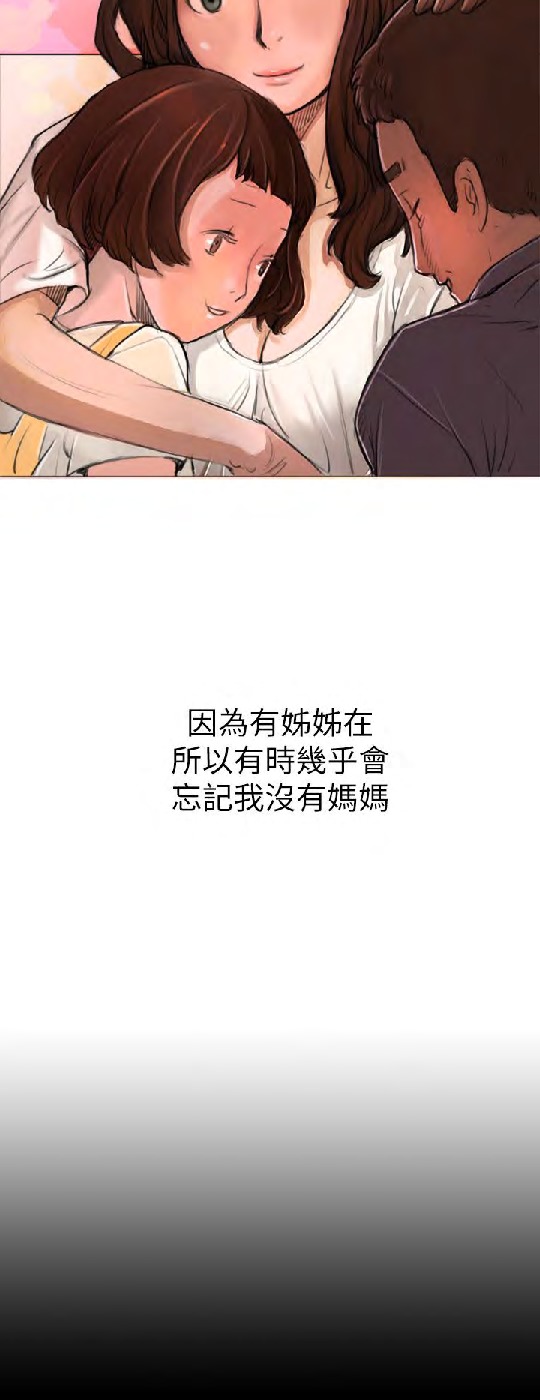 因為有姊姊在
所以有時幾乎會
忘記我沒有媽媽